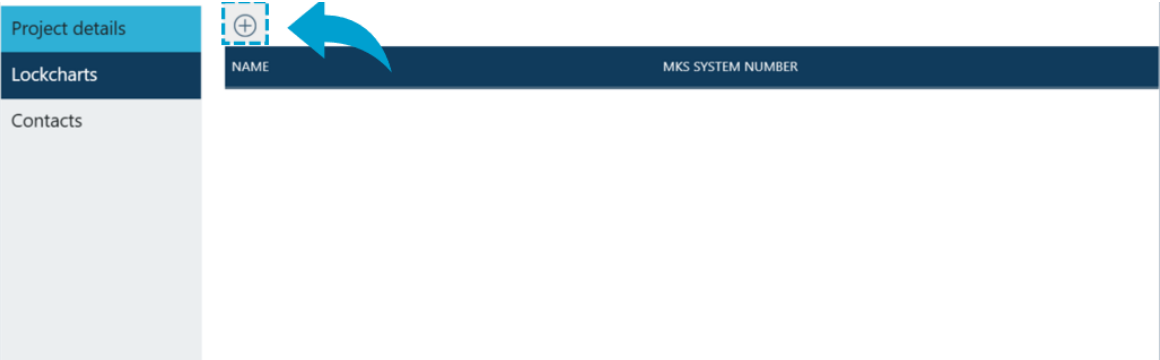 Project details
Lockcharts
Contacts
NAME
MKS SYSTEM NUMBER